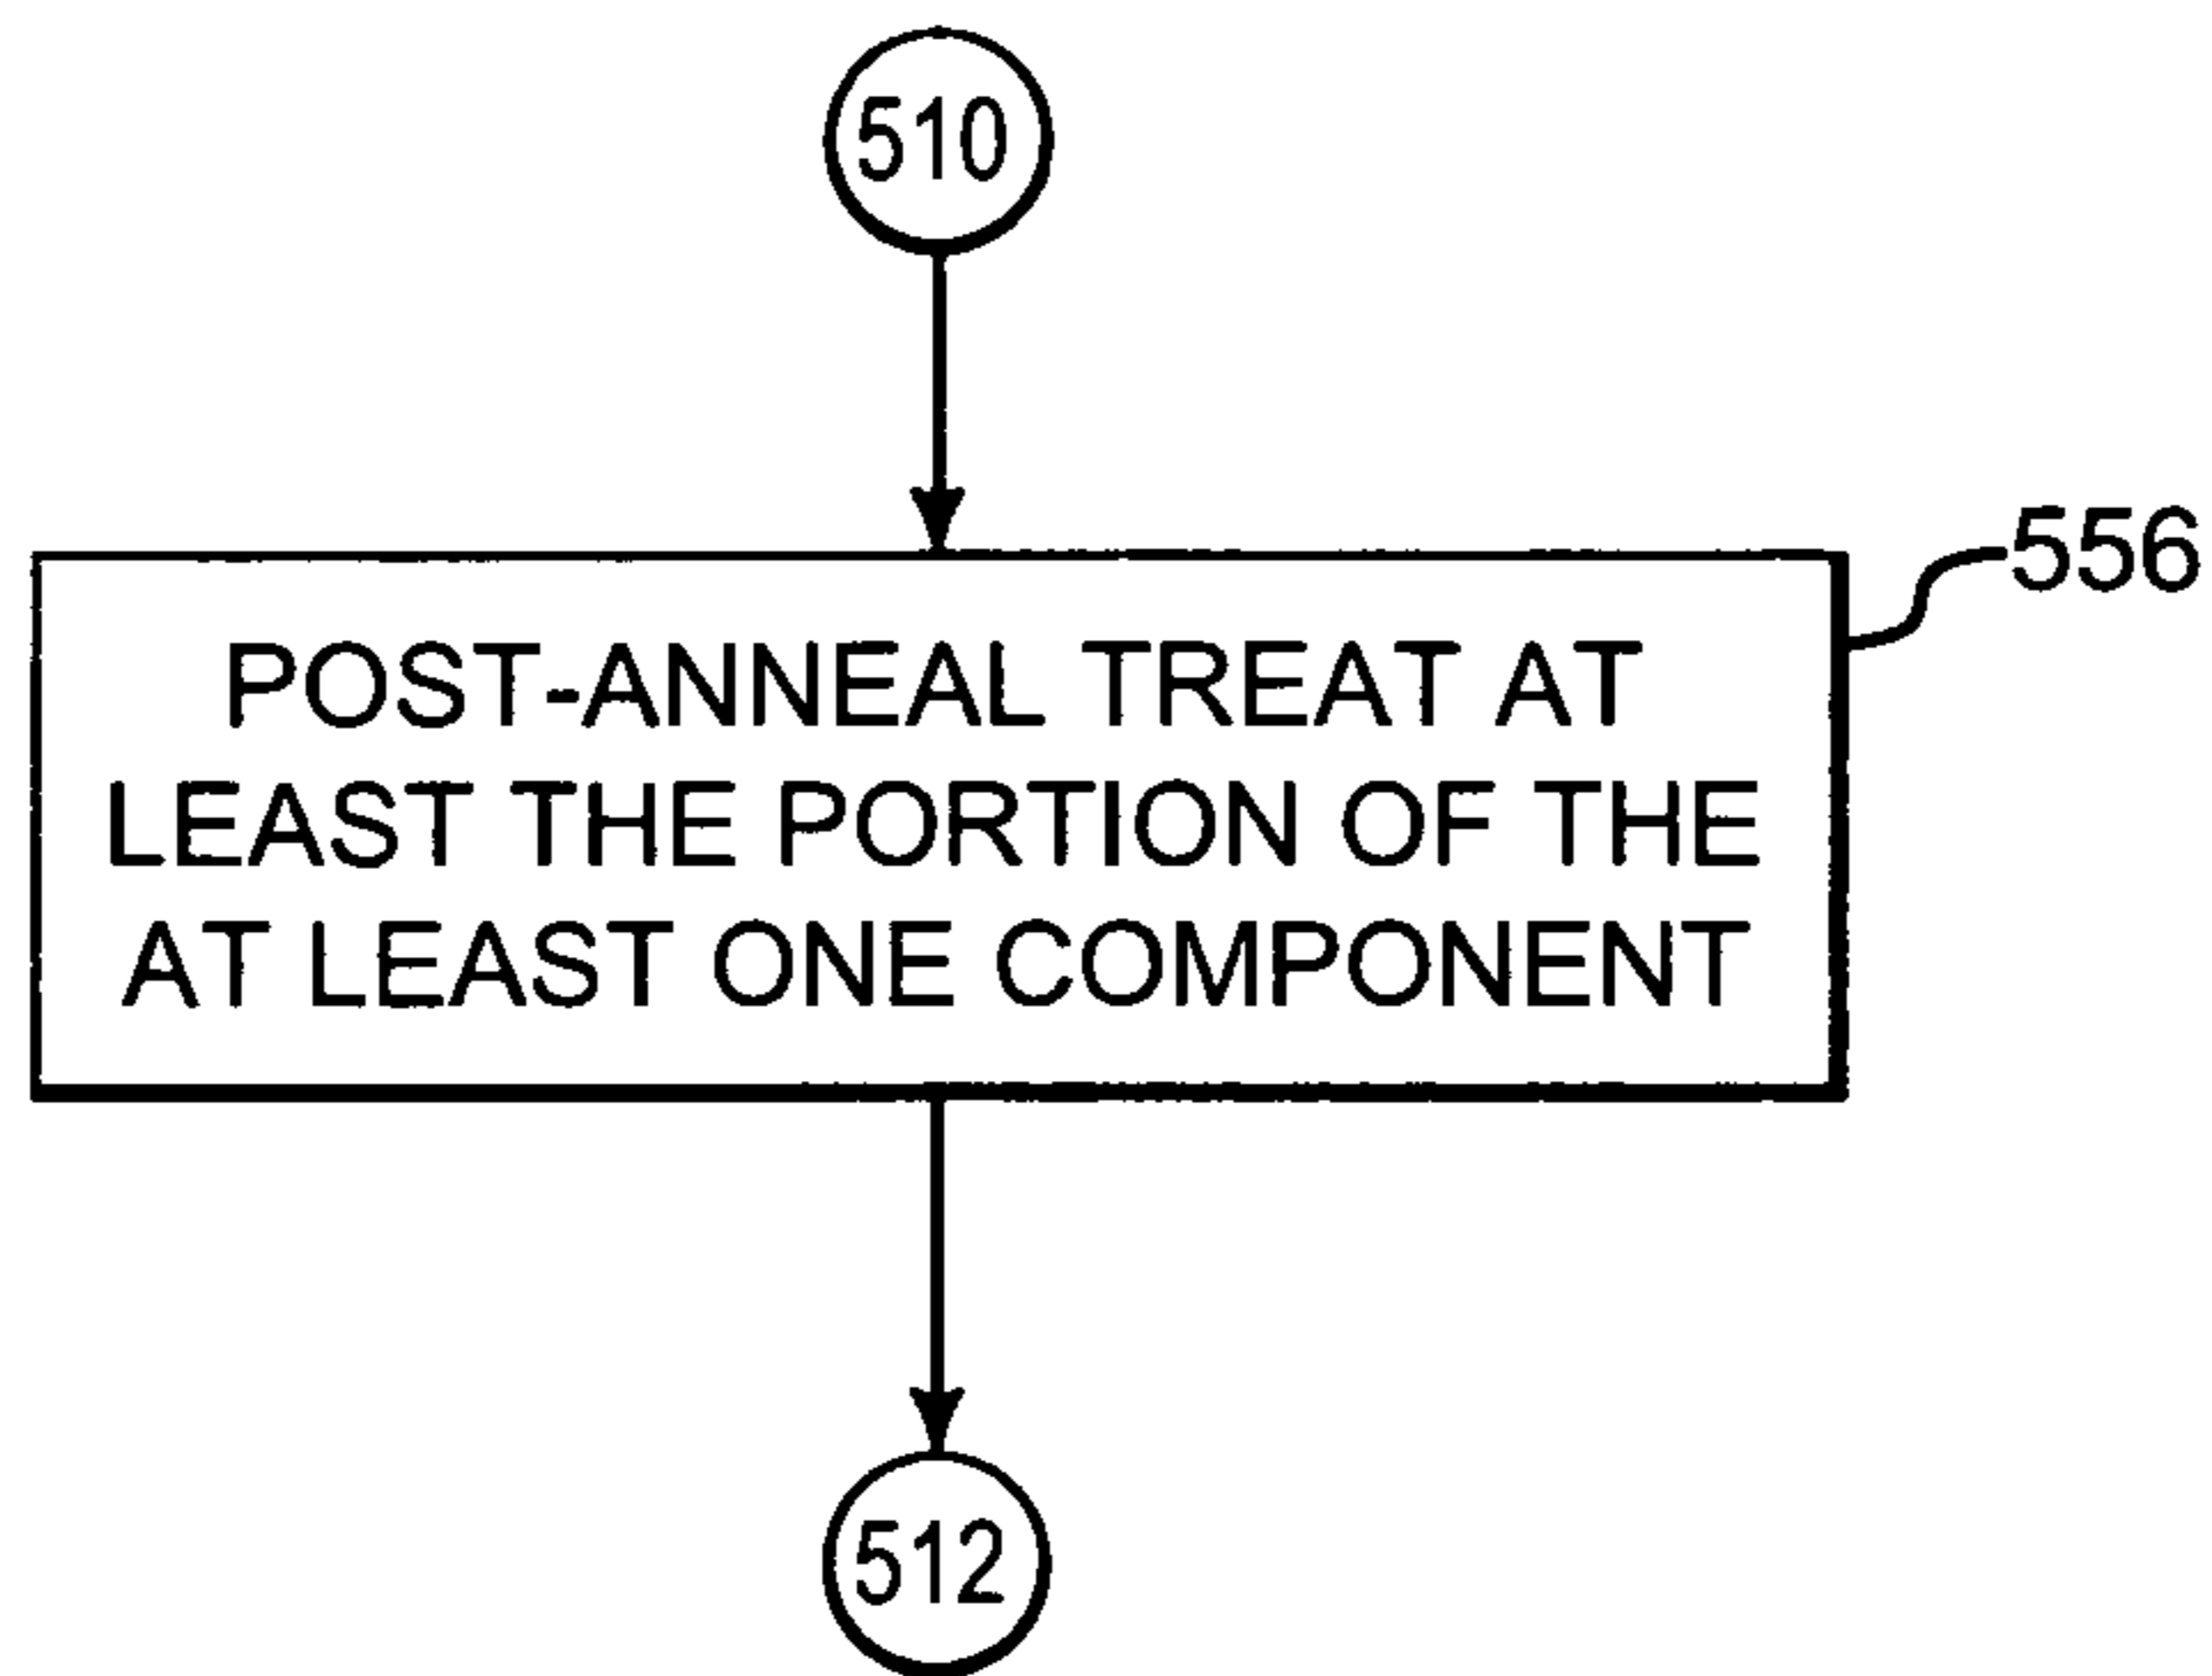 510
556
POST-ANNEAL TREAT AT
LEAST THE PORTION OF THE
AT LEAST ONE COMPONENT
512